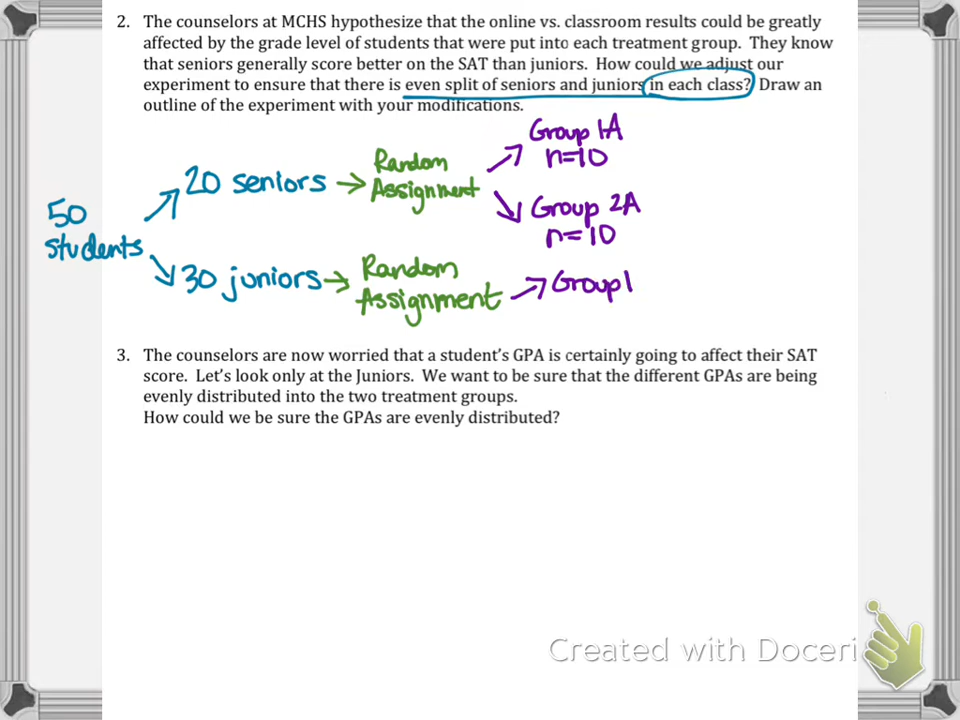 2. The counselors at MCHS hypothesize that the online vs. classroom results could be greatly
affected by the grade level of students that were put into each treatment group. They know
that seniors generally score better on the SAT than juniors. How could we adjust our
experiment to ensure that there is even split of seniors and juniors in each class? Draw an
outline of the experiment with your modifications.
50
students
20 seniors
Random
Assignment
Group 1A
n=10
Group 2A
n=10
30 juniors
Random
Assignment
Group 1
3. The counselors are now worried that a student's GPA is certainly going to affect their SAT
score. Let's look only at the Juniors. We want to be sure that the different GPAs are being
evenly distributed into the two treatment groups.
How could we be sure the GPAs are evenly distributed?
Created with Doceri